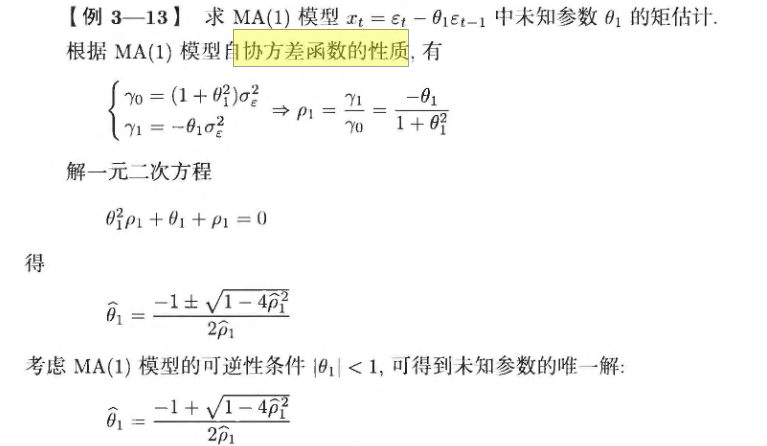 【例 3—13】 求 MA(1) 模型 $x_t = \varepsilon_t - \theta_1\varepsilon_{t-1}$ 中未知参数 $\theta_1$ 的矩估计.
根据 MA(1) 模型自协方差函数的性质, 有
$\begin{cases} \gamma_0 = (1+\theta_1^2)\sigma_\varepsilon^2 \\ \gamma_1 = -\theta_1\sigma_\varepsilon^2 \end{cases} \Rightarrow \rho_1 = \frac{\gamma_1}{\gamma_0} = \frac{-\theta_1}{1+\theta_1^2}$
解一元二次方程
$\theta_1^2\rho_1 + \theta_1 + \rho_1 = 0$
得
$\widehat{\theta}_1 = \frac{-1 \pm \sqrt{1-4\widehat{\rho}_1^2}}{2\widehat{\rho}_1}$
考虑 MA(1) 模型的可逆性条件 $|\theta_1| < 1$, 可得到未知参数的唯一解:
$\widehat{\theta}_1 = \frac{-1 + \sqrt{1-4\widehat{\rho}_1^2}}{2\widehat{\rho}_1}$